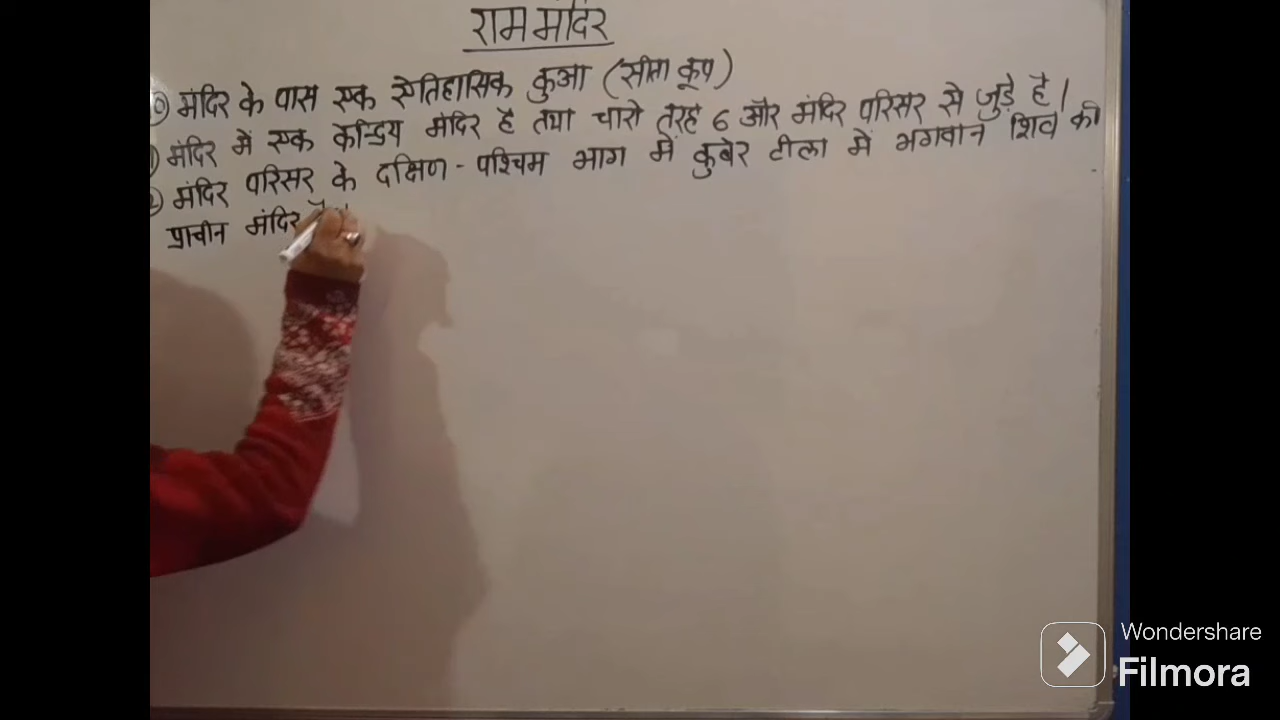 राम मंदिर
मंदिर के पास एक ऐतिहासिक कुआ (सीता कूप)
मंदिर में एक केन्द्रिय मंदिर है तथा चारो तरह 6 और मंदिर परिसर से जुड़े है।
मंदिर परिसर के दक्षिण - पश्चिम भाग में कुबेर टीला में भगवान शिव की
प्राचीन मंदिर
Wondershare
Filmora